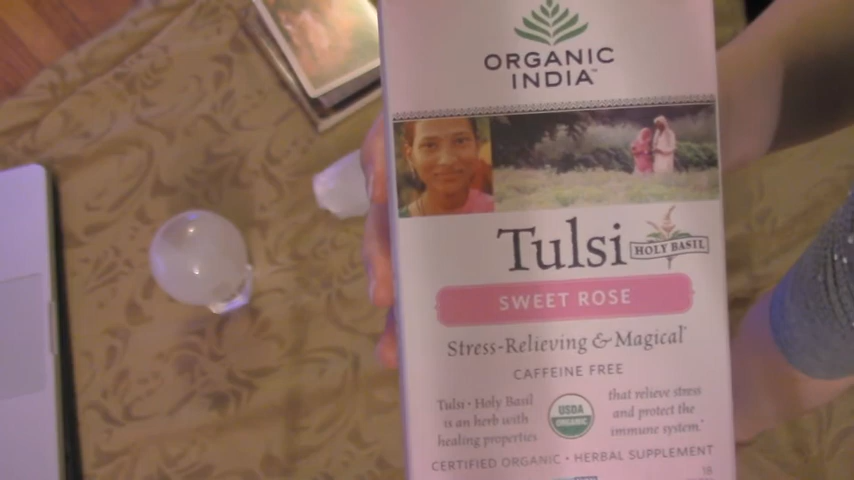 ORGANIC
INDIA™
Tulsi
HOLY BASIL
SWEET ROSE
Stress-Relieving & Magical*
CAFFEINE FREE
Tulsi • Holy Basil
is an herb with
healing properties
USDA
ORGANIC
that relieve stress
and protect the
immune system.*
CERTIFIED ORGANIC • HERBAL SUPPLEMENT
18